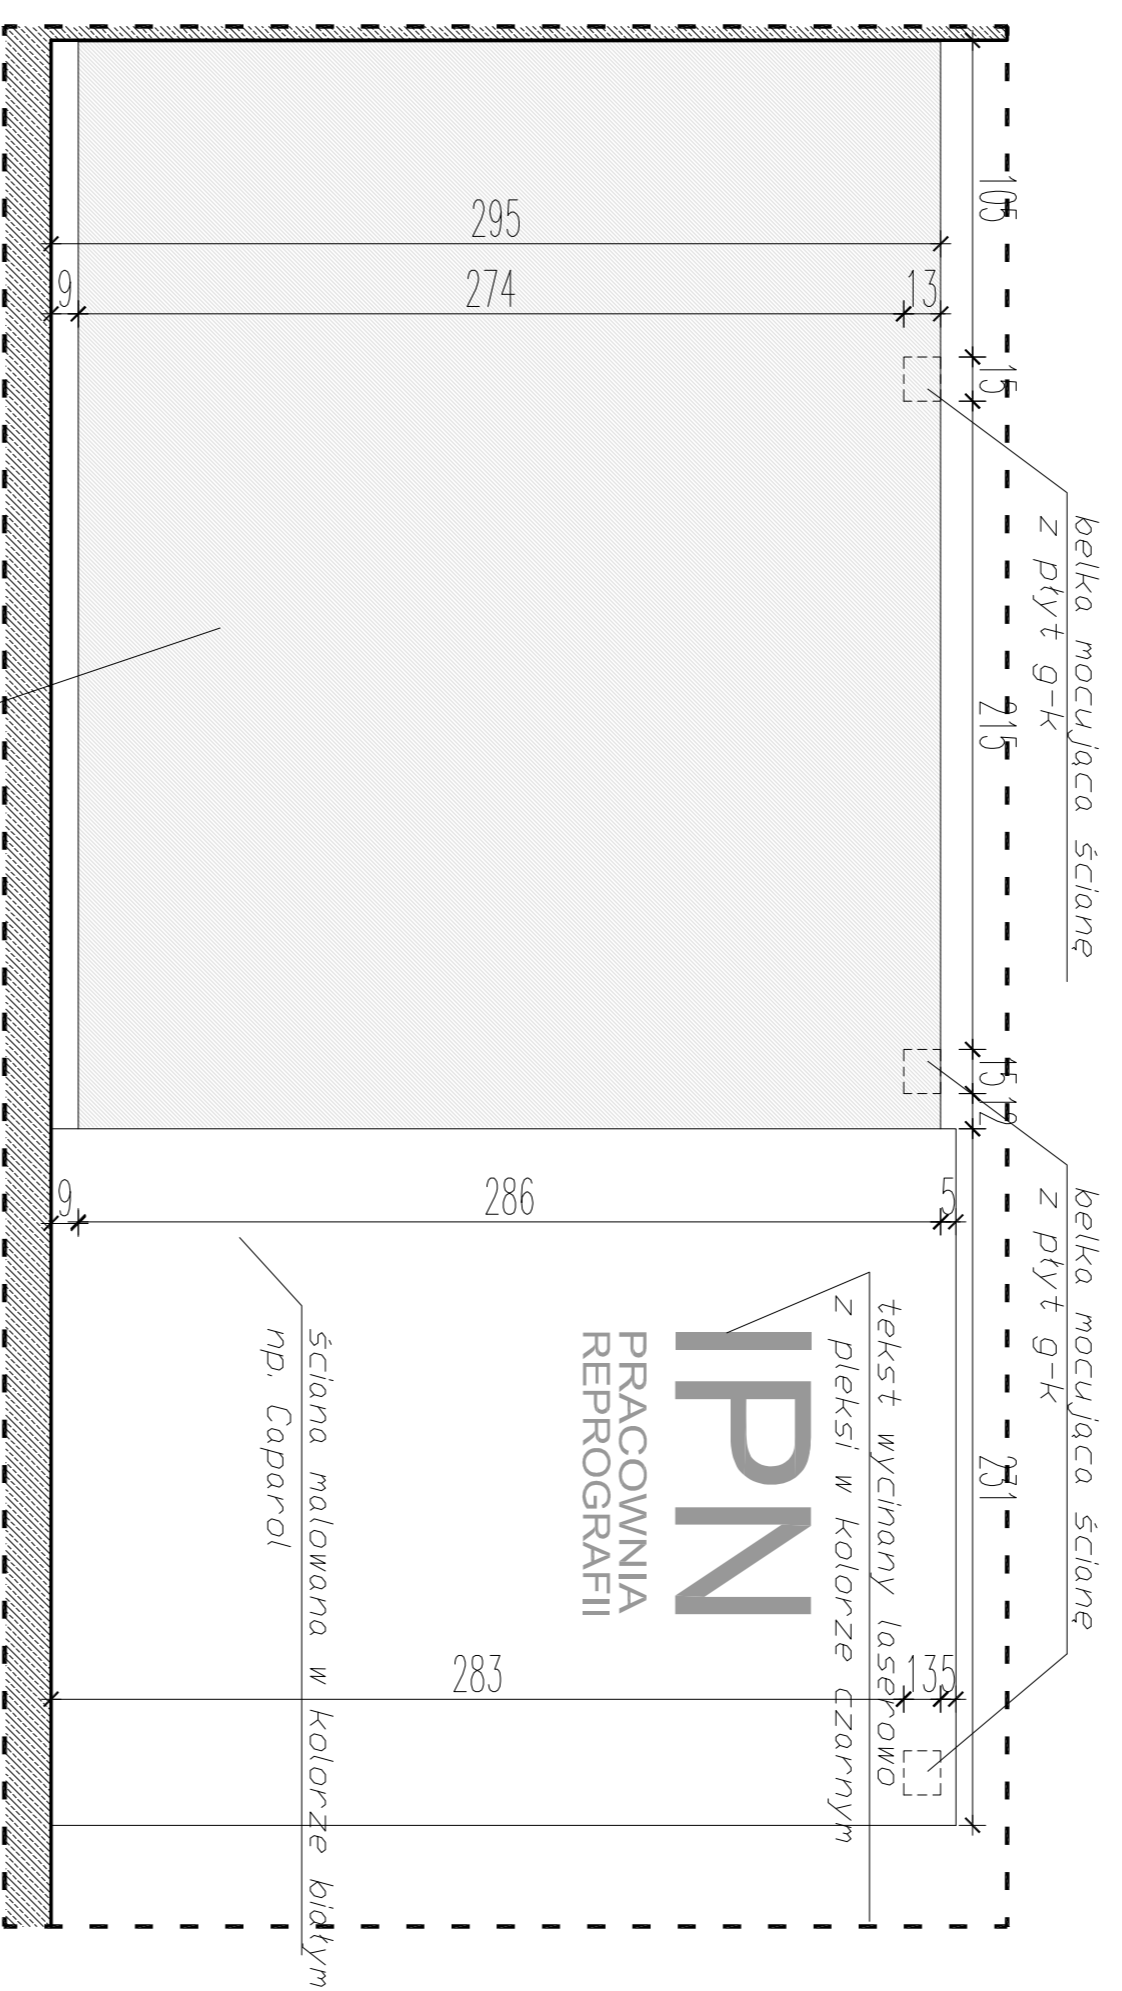 105
15
215
15
12
231
belka mocująca ścianę
z płyt g-k
belka mocująca ścianę
z płyt g-k
295
13
274
9
5
286
9
tekst wycinany laserowo
z pleksi w kolorze czarnym
IPN
PRACOWNIA
REPROGRAFII
5
13
283
ściana malowana w kolorze białym
np. Caparol